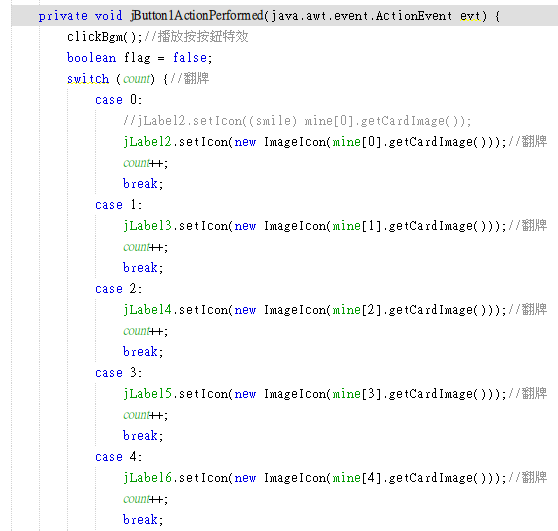 private void jButton1ActionPerformed(java.awt.event.ActionEvent evt) {
clickBgm();//播放按按鈕特效
boolean flag = false;
switch (count) {//翻牌
case 0:
//jLabel2.setIcon((smile) mine[0].getCardImage());
jLabel2.setIcon(new ImageIcon(mine[0].getCardImage()));//翻牌
count++;
break;
case 1:
jLabel3.setIcon(new ImageIcon(mine[1].getCardImage()));//翻牌
count++;
break;
case 2:
jLabel4.setIcon(new ImageIcon(mine[2].getCardImage()));//翻牌
count++;
break;
case 3:
jLabel5.setIcon(new ImageIcon(mine[3].getCardImage()));//翻牌
count++;
break;
case 4:
jLabel6.setIcon(new ImageIcon(mine[4].getCardImage()));//翻牌
count++;
break;